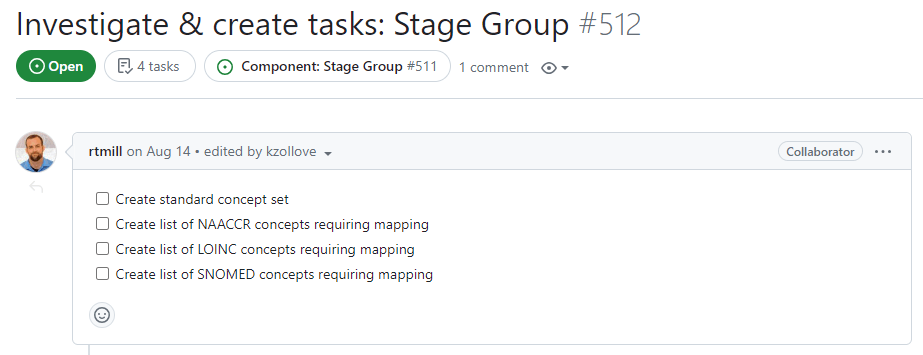 Investigate & create tasks: Stage Group #512
Open 4 tasks Component: Stage Group #511 1 comment
rtmill on Aug 14 • edited by kzollove Collaborator
Create standard concept set
Create list of NAACCR concepts requiring mapping
Create list of LOINC concepts requiring mapping
Create list of SNOMED concepts requiring mapping